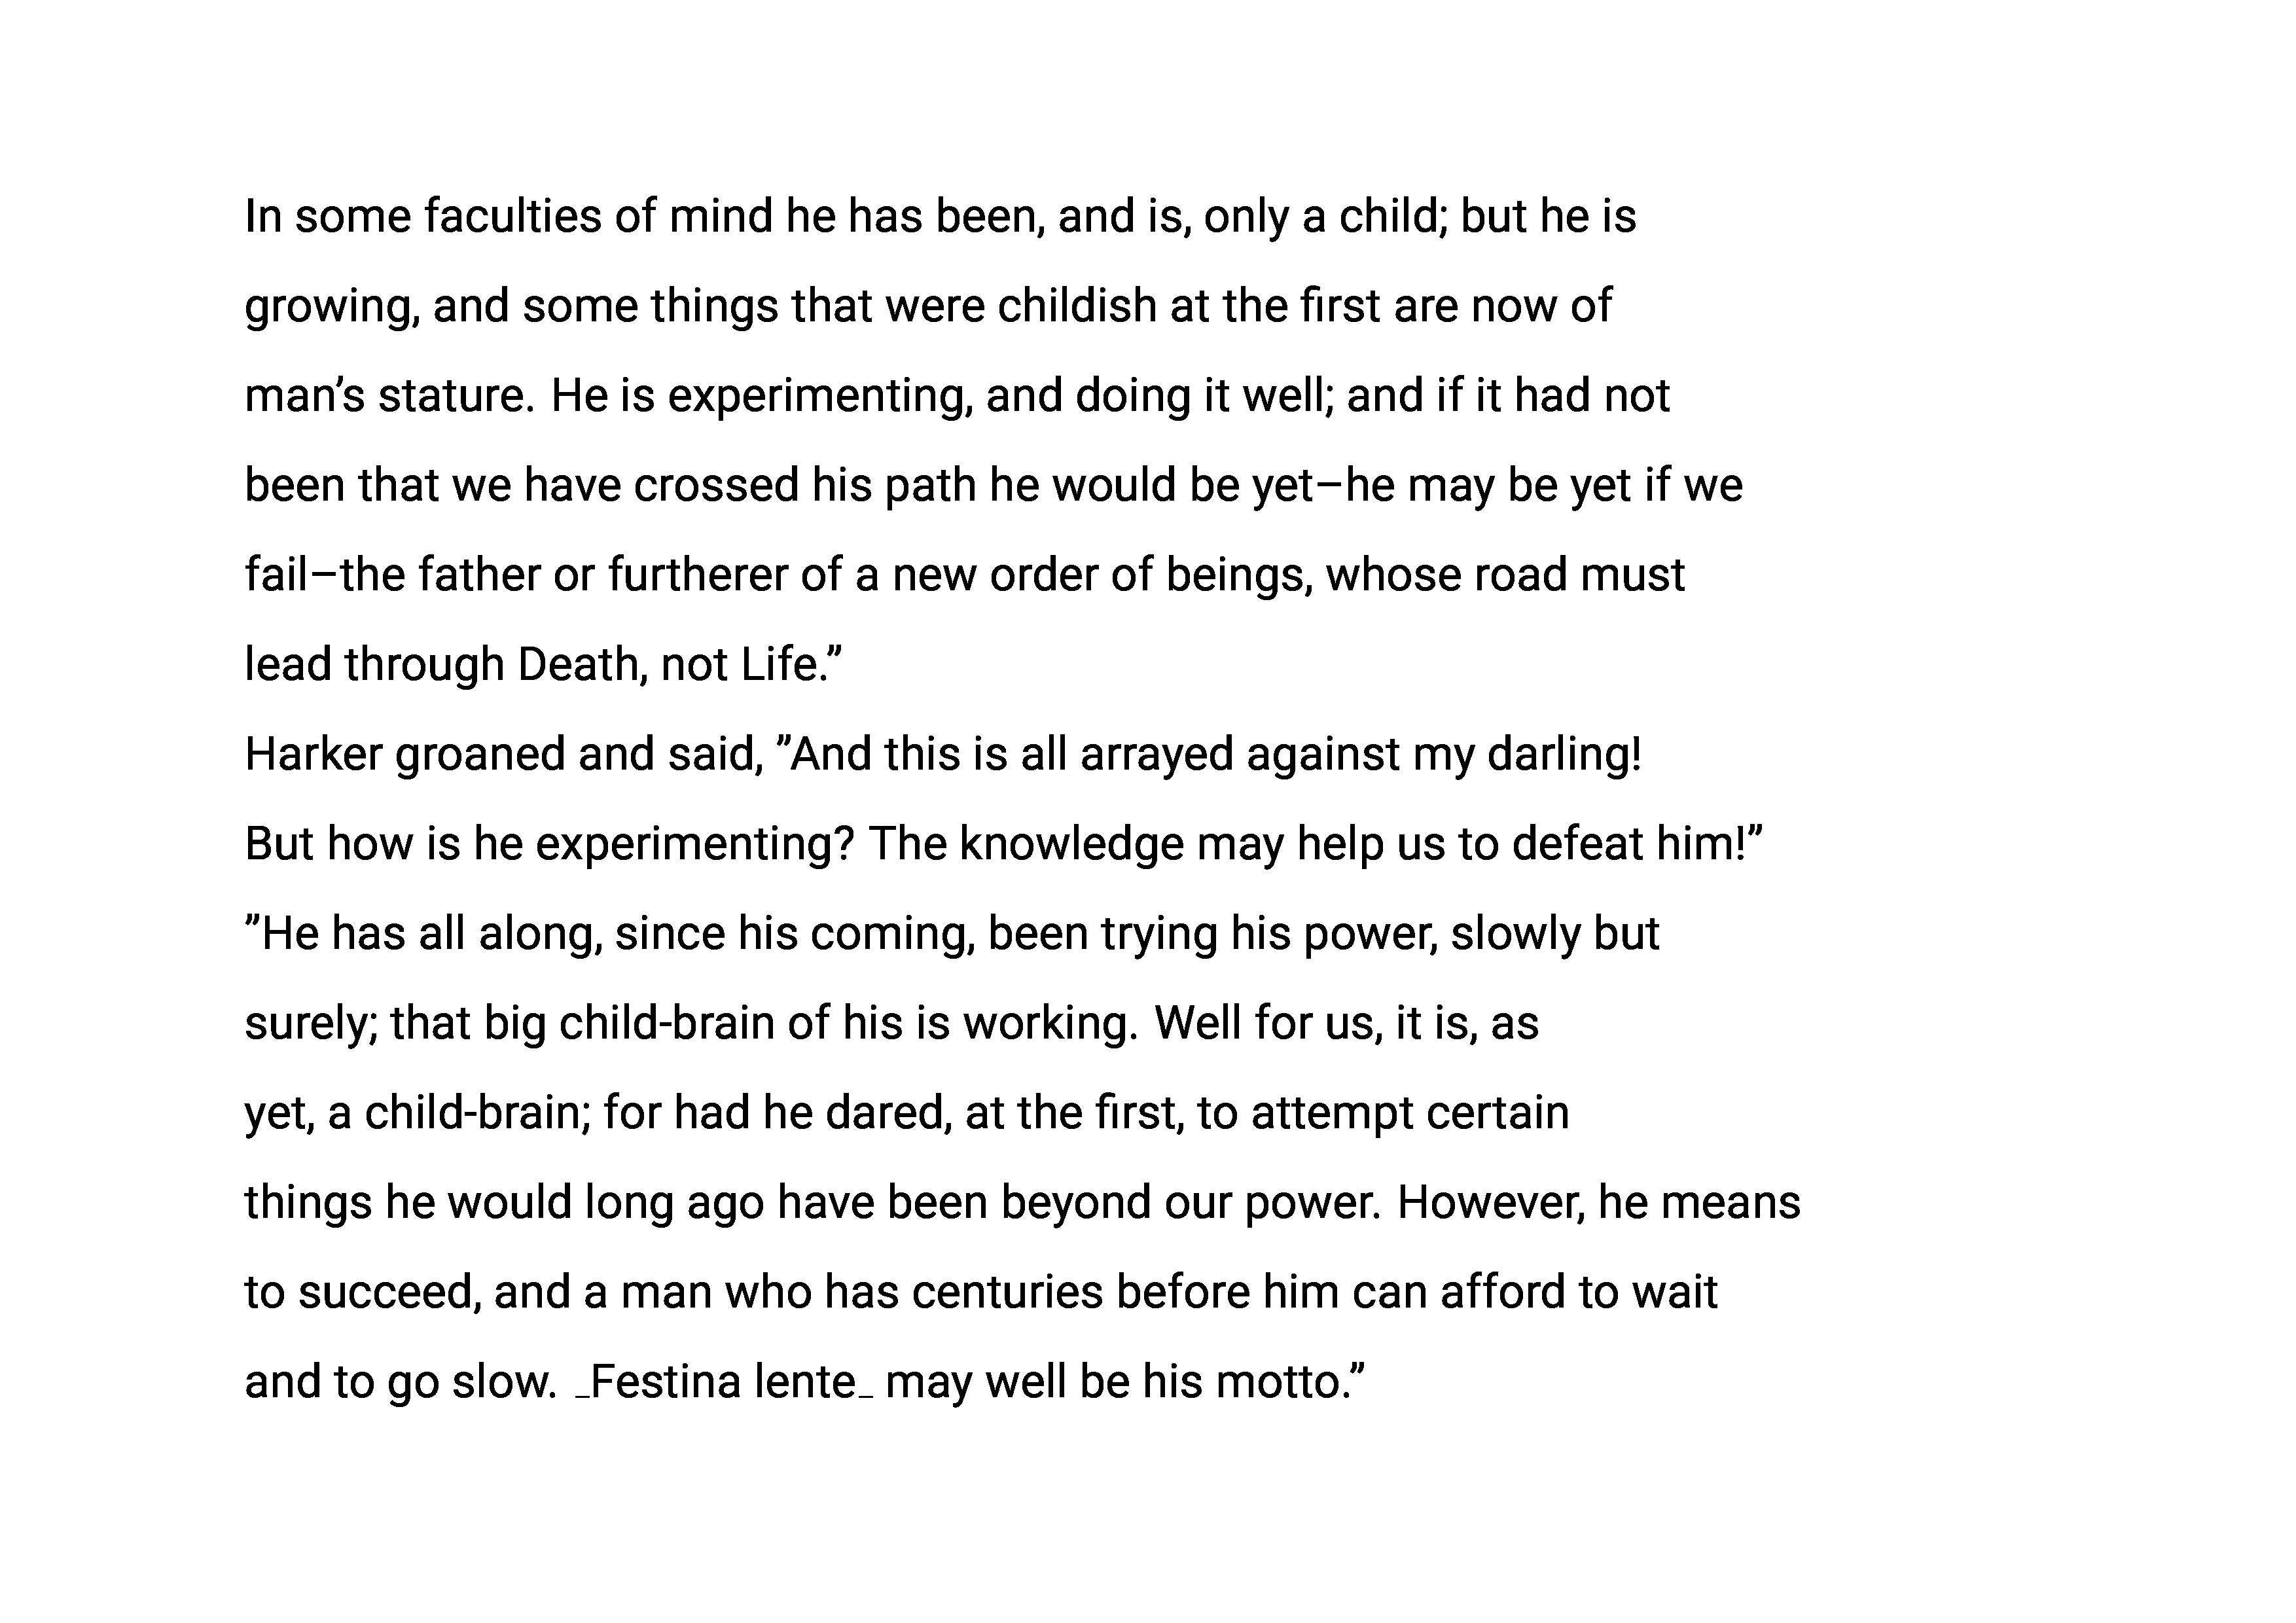 In some faculties of mind he has been, and is, only a child; but he is
growing, and some things that were childish at the first are now of
man’s stature. He is experimenting, and doing it well; and if it had not
been that we have crossed his path he would be yet–he may be yet if we
fail–the father or furtherer of a new order of beings, whose road must
lead through Death, not Life.”
Harker groaned and said, ”And this is all arrayed against my darling!
But how is he experimenting? The knowledge may help us to defeat him!”
”He has all along, since his coming, been trying his power, slowly but
surely; that big child-brain of his is working. Well for us, it is, as
yet, a child-brain; for had he dared, at the first, to attempt certain
things he would long ago have been beyond our power. However, he means
to succeed, and a man who has centuries before him can afford to wait
and to go slow. _Festina lente_ may well be his motto.”